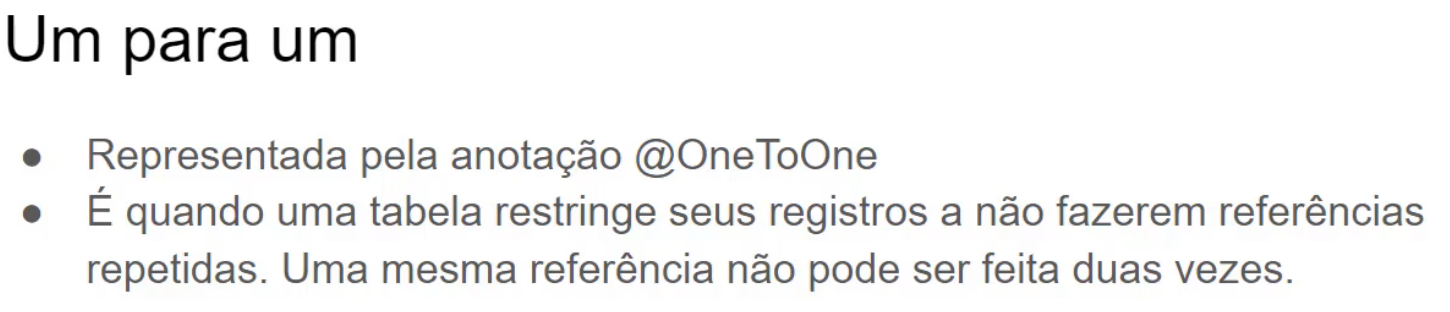 Um para um
● Representada pela anotação @OneToOne
● É quando uma tabela restringe seus registros a não fazerem referências
repetidas. Uma mesma referência não pode ser feita duas vezes.